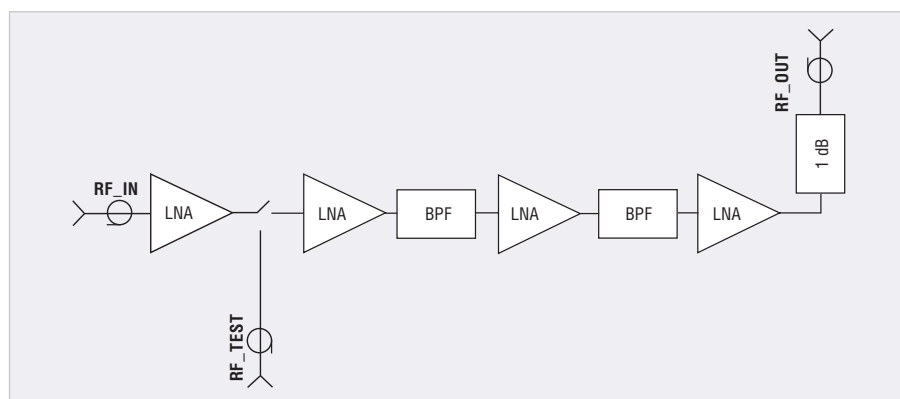 RF_IN
LNA
LNA
BPF
LNA
BPF
LNA
1 dB
RF_OUT
RF_TEST